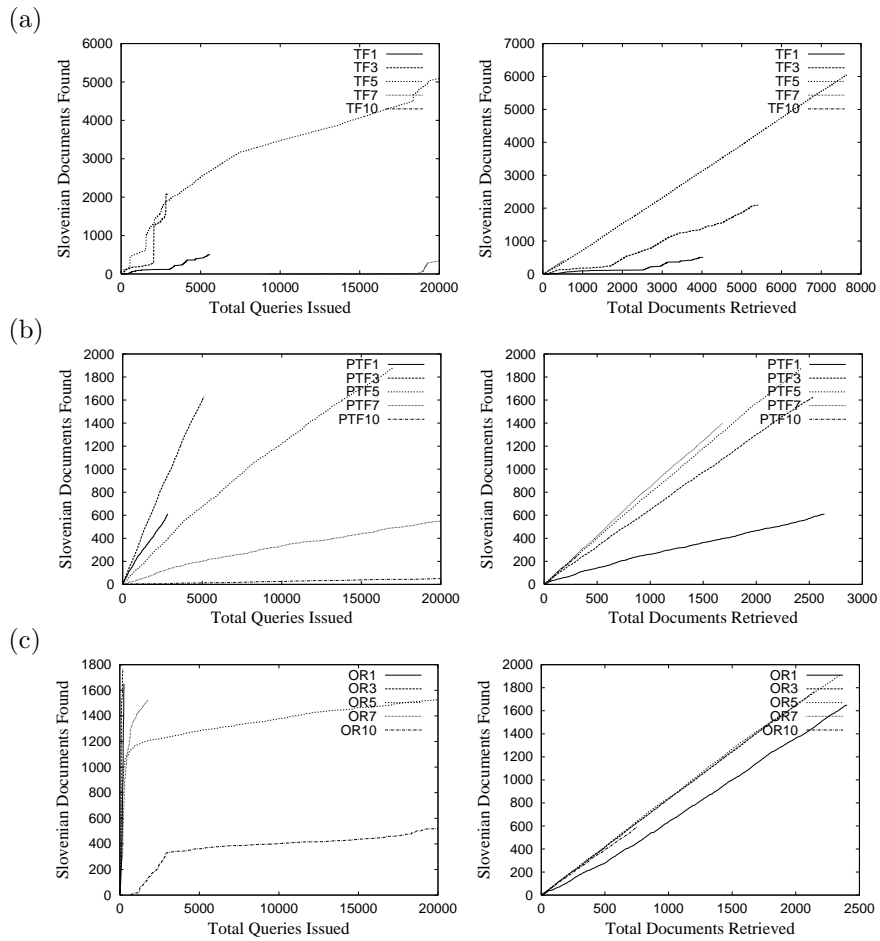 (a)
Slovenian Documents Found
6000
5000
4000
3000
2000
1000
0
0 5000 10000 15000 20000
Total Queries Issued
TF1
TF3
TF5
TF7
TF10
Slovenian Documents Found
7000
6000
5000
4000
3000
2000
1000
0
0 1000 2000 3000 4000 5000 6000 7000 8000
Total Documents Retrieved
TF1
TF3
TF5
TF7
TF10
(b)
Slovenian Documents Found
2000
1800
1600
1400
1200
1000
800
600
400
200
0
0 5000 10000 15000 20000
Total Queries Issued
PTF1
PTF3
PTF5
PTF7
PTF10
Slovenian Documents Found
2000
1800
1600
1400
1200
1000
800
600
400
200
0
0 500 1000 1500 2000 2500 3000
Total Documents Retrieved
PTF1
PTF3
PTF5
PTF7
PTF10
(c)
Slovenian Documents Found
1800
1600
1400
1200
1000
800
600
400
200
0
0 5000 10000 15000 20000
Total Queries Issued
OR1
OR3
OR5
OR7
OR10
Slovenian Documents Found
2000
1800
1600
1400
1200
1000
800
600
400
200
0
0 500 1000 1500 2000 2500
Total Documents Retrieved
OR1
OR3
OR5
OR7
OR10